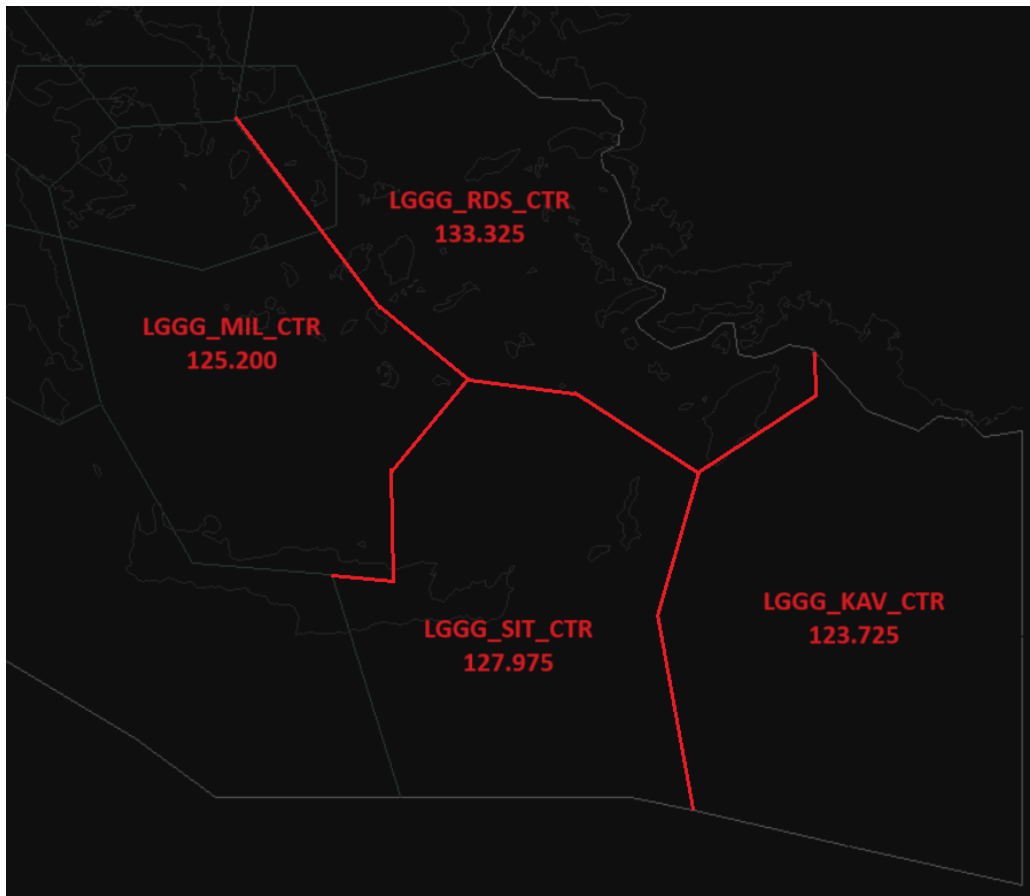 LGGG_RDS_CTR
133.325
LGGG_MIL_CTR
125.200
LGGG_KAV_CTR
123.725
LGGG_SIT_CTR
127.975